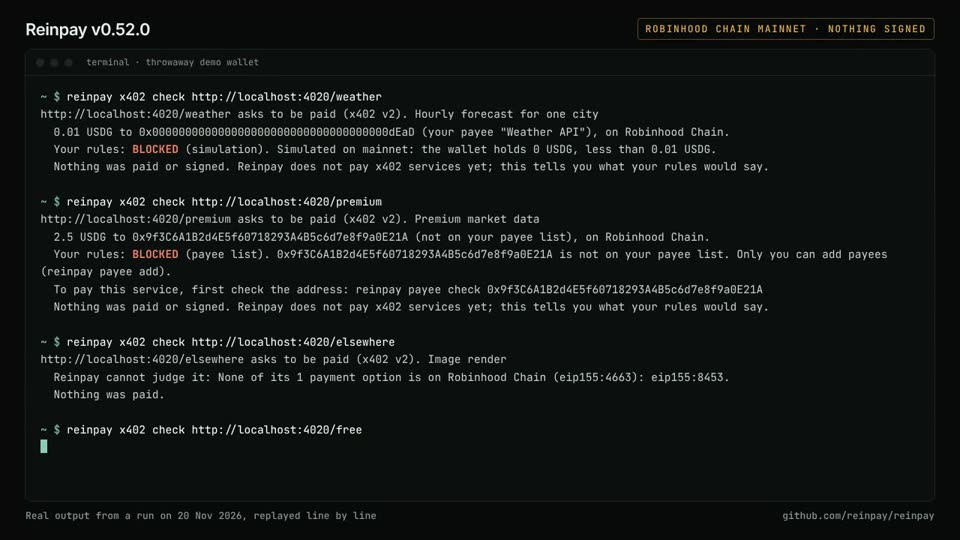 Reinpay v0.52.0
ROBINHOOD CHAIN MAINNET · NOTHING SIGNED
terminal · throwaway demo wallet
~ $ reinpay x402 check http://localhost:4020/weather
http://localhost:4020/weather asks to be paid (x402 v2). Hourly forecast for one city
0.01 USDG to 0x000000000000000000000000000000000000dEaD (your payee "Weather API"), on Robinhood Chain.
Your rules: BLOCKED (simulation). Simulated on mainnet: the wallet holds 0 USDG, less than 0.01 USDG.
Nothing was paid or signed. Reinpay does not pay x402 services yet; this tells you what your rules would say.
~ $ reinpay x402 check http://localhost:4020/premium
http://localhost:4020/premium asks to be paid (x402 v2). Premium market data
2.5 USDG to 0x9f3C6A1B2d4E5f60718293A4B5c6d7e8f9a0E21A (not on your payee list), on Robinhood Chain.
Your rules: BLOCKED (payee list). 0x9f3C6A1B2d4E5f60718293A4B5c6d7e8f9a0E21A is not on your payee list. Only you can add payees
(reinpay payee add).
To pay this service, first check the address: reinpay payee check 0x9f3C6A1B2d4E5f60718293A4B5c6d7e8f9a0E21A
Nothing was paid or signed. Reinpay does not pay x402 services yet; this tells you what your rules would say.
~ $ reinpay x402 check http://localhost:4020/elsewhere
http://localhost:4020/elsewhere asks to be paid (x402 v2). Image render
Reinpay cannot judge it: None of its 1 payment option is on Robinhood Chain (eip155:4663): eip155:8453.
Nothing was paid.
~ $ reinpay x402 check http://localhost:4020/free
Real output from a run on 20 Nov 2026, replayed line by line
github.com/reinpay/reinpay